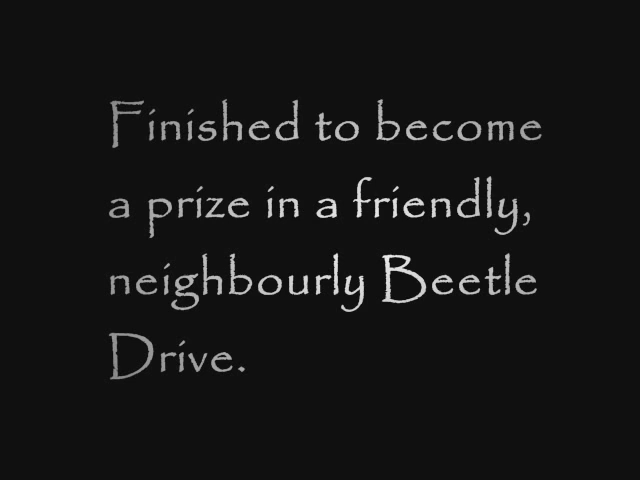 Finished to become
a prize in a friendly,
neighbourly Beetle
Drive.